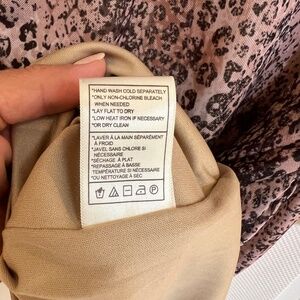 *HAND WASH COLD SEPARATELY
*ONLY NON-CHLORINE BLEACH
WHEN NEEDED
*LAY FLAT TO DRY
*LOW HEAT IRON IF NECESSARY
*OR DRY CLEAN
*LAVER À LA MAIN SÉPARÉMENT
À FROID
*JAVEL SANS CHLORE SI
NÉCESSAIRE
*SÉCHAGE À PLAT
*REPASSAGE À BASSE
TEMPÉRATURE SI NÉCESSAIRE
*OU NETTOYAGE À SEC
P